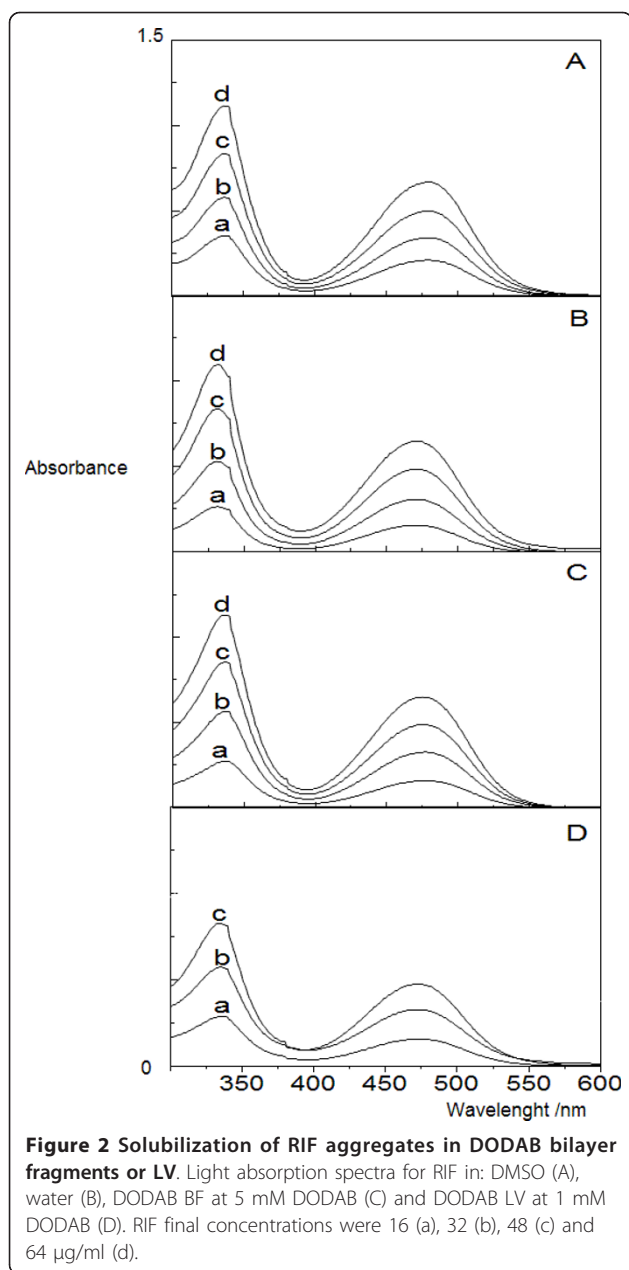 1.5
A
d
c
b
a
B
d
c
b
a
Absorbance
C
d
c
b
a
D
c
b
a
0
350 400 450 500 550 600
Wavelenght /nm
Figure 2 Solubilization of RIF aggregates in DODAB bilayer
fragments or LV. Light absorption spectra for RIF in: DMSO (A),
water (B), DODAB BF at 5 mM DODAB (C) and DODAB LV at 1 mM
DODAB (D). RIF final concentrations were 16 (a), 32 (b), 48 (c) and
64 μg/ml (d).